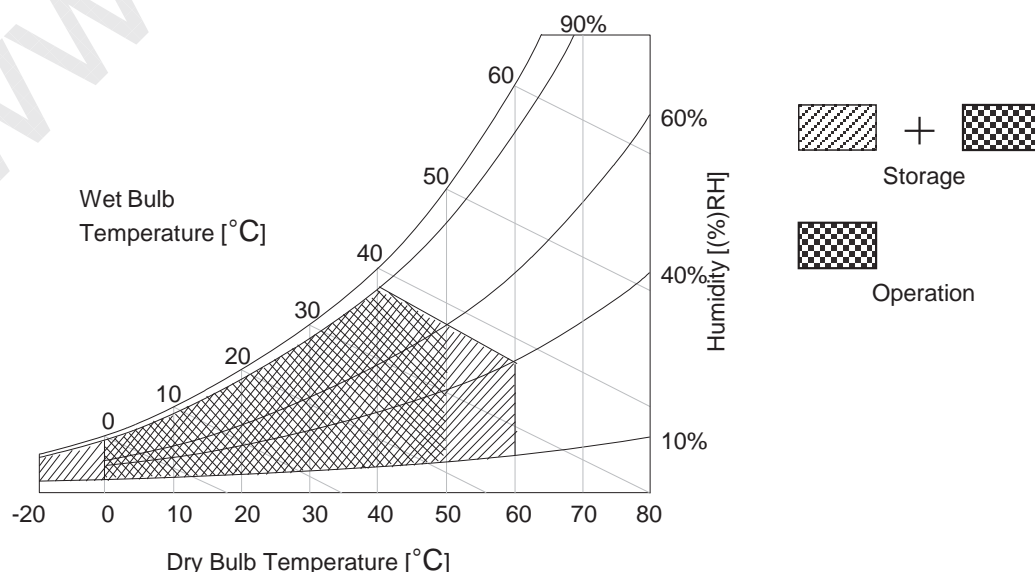 90%
60
60%
Wet Bulb
Temperature [°C]
50
40
30
20
10
0
40%
Humidity [(%)RH]
10%
-20 0 10 20 30 40 50 60 70 80
Dry Bulb Temperature [°C]
+
Storage
Operation